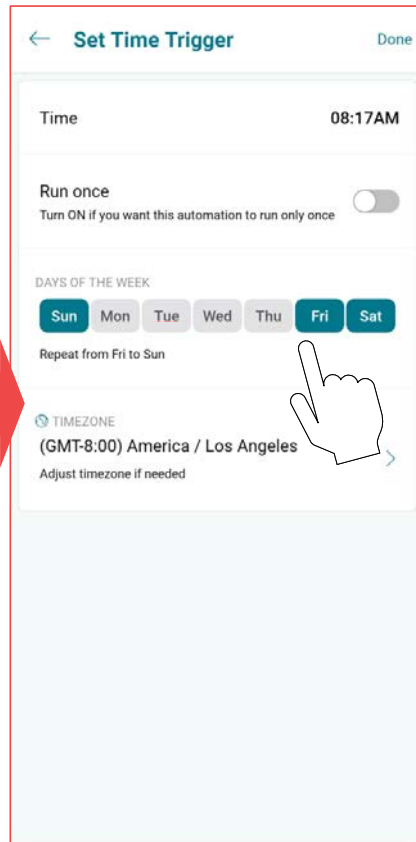 Set Time Trigger Done
Time 08:17AM
Run once
Turn ON if you want this automation to run only once
DAYS OF THE WEEK
Sun Mon Tue Wed Thu Fri Sat
Repeat from Fri to Sun
TIMEZONE
(GMT-8:00) America / Los Angeles
Adjust timezone if needed